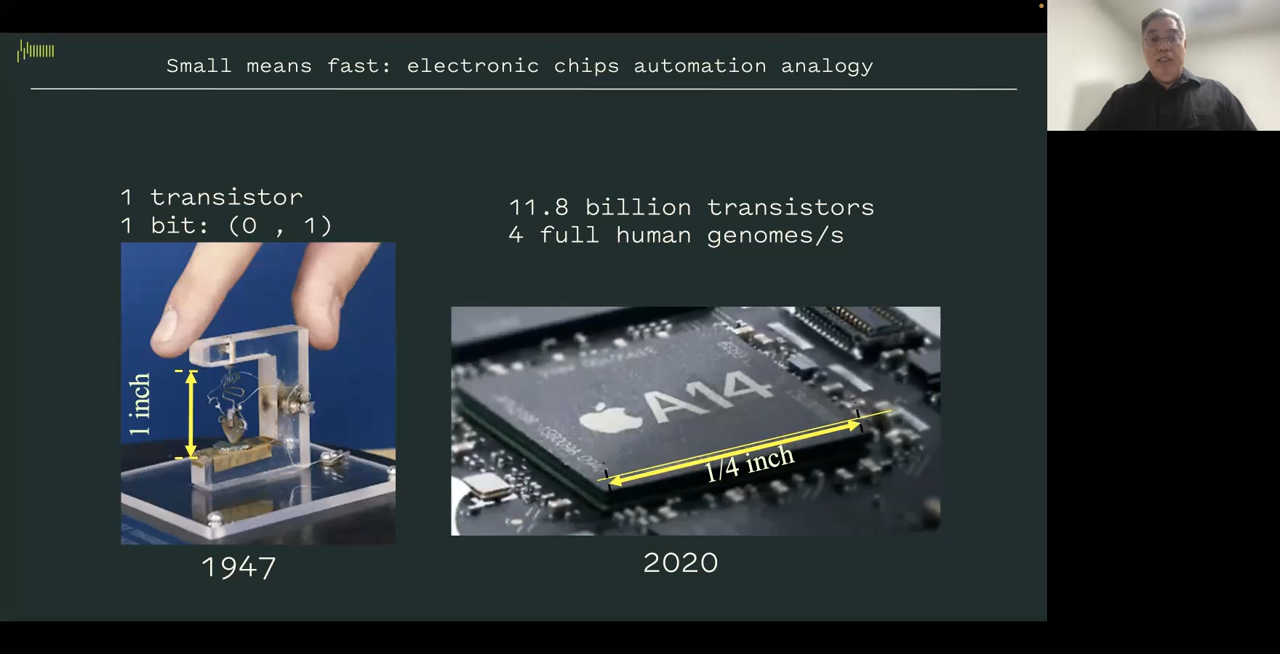 Small means fast: electronic chips automation analogy
1 transistor
1 bit: (0 , 1)
11.8 billion transistors
4 full human genomes/s
1 inch
A14
1/4 inch
1947
2020